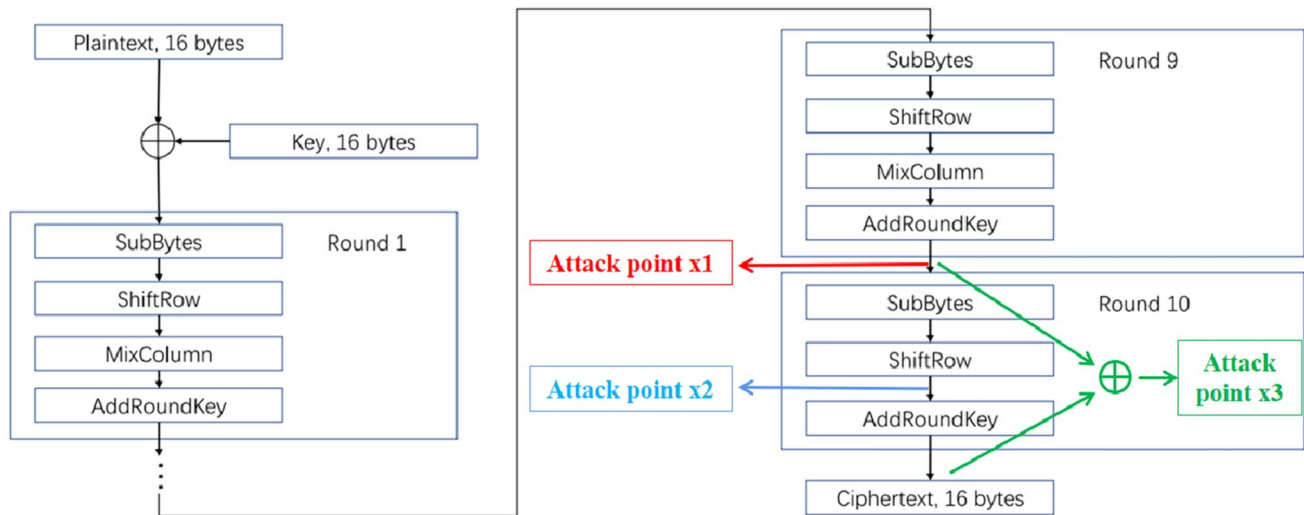 Plaintext, 16 bytes
Key, 16 bytes
Round 1
SubBytes
ShiftRow
MixColumn
AddRoundKey
Round 9
SubBytes
ShiftRow
MixColumn
AddRoundKey
Attack point x1
Round 10
SubBytes
ShiftRow
Attack point x2
AddRoundKey
Attack
point x3
Ciphertext, 16 bytes